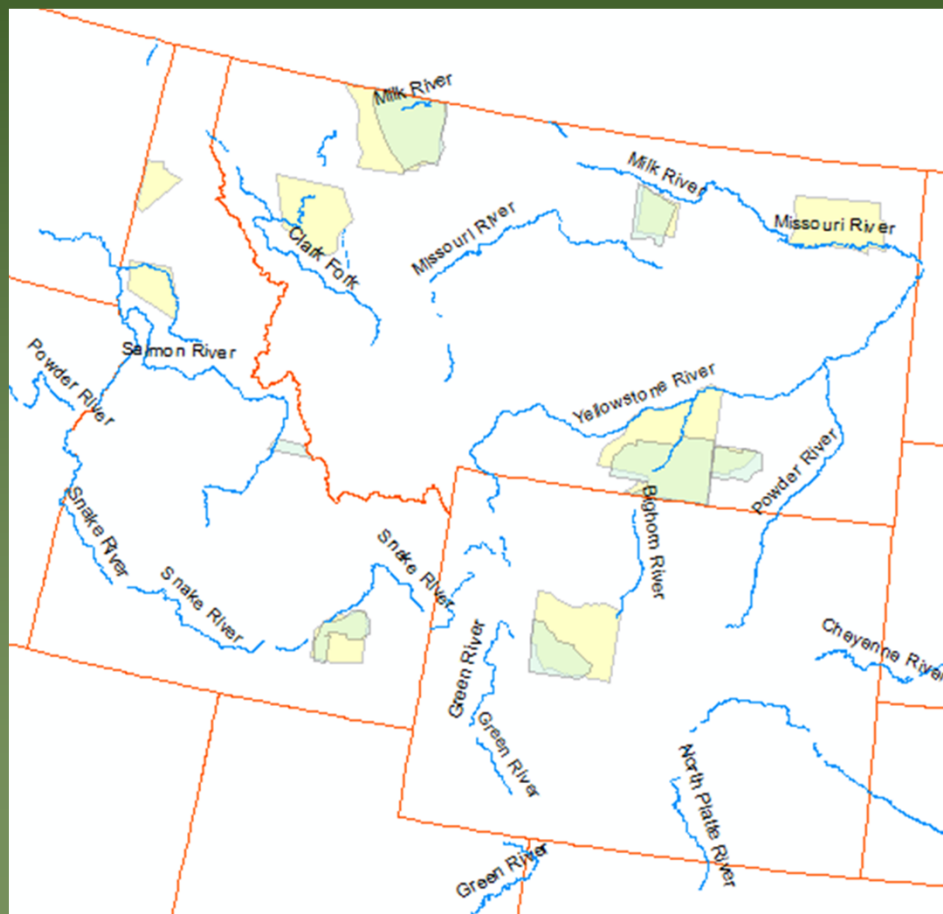 Milk River
Milk River
Missouri River
Missouri River
Clark Fork
Salmon River
Powder River
Yellowstone River
Powder River
Bighorn River
Snake River
Snake River
Snake River
Green River
Cheyenne River
Green River
North Platte River
Green River